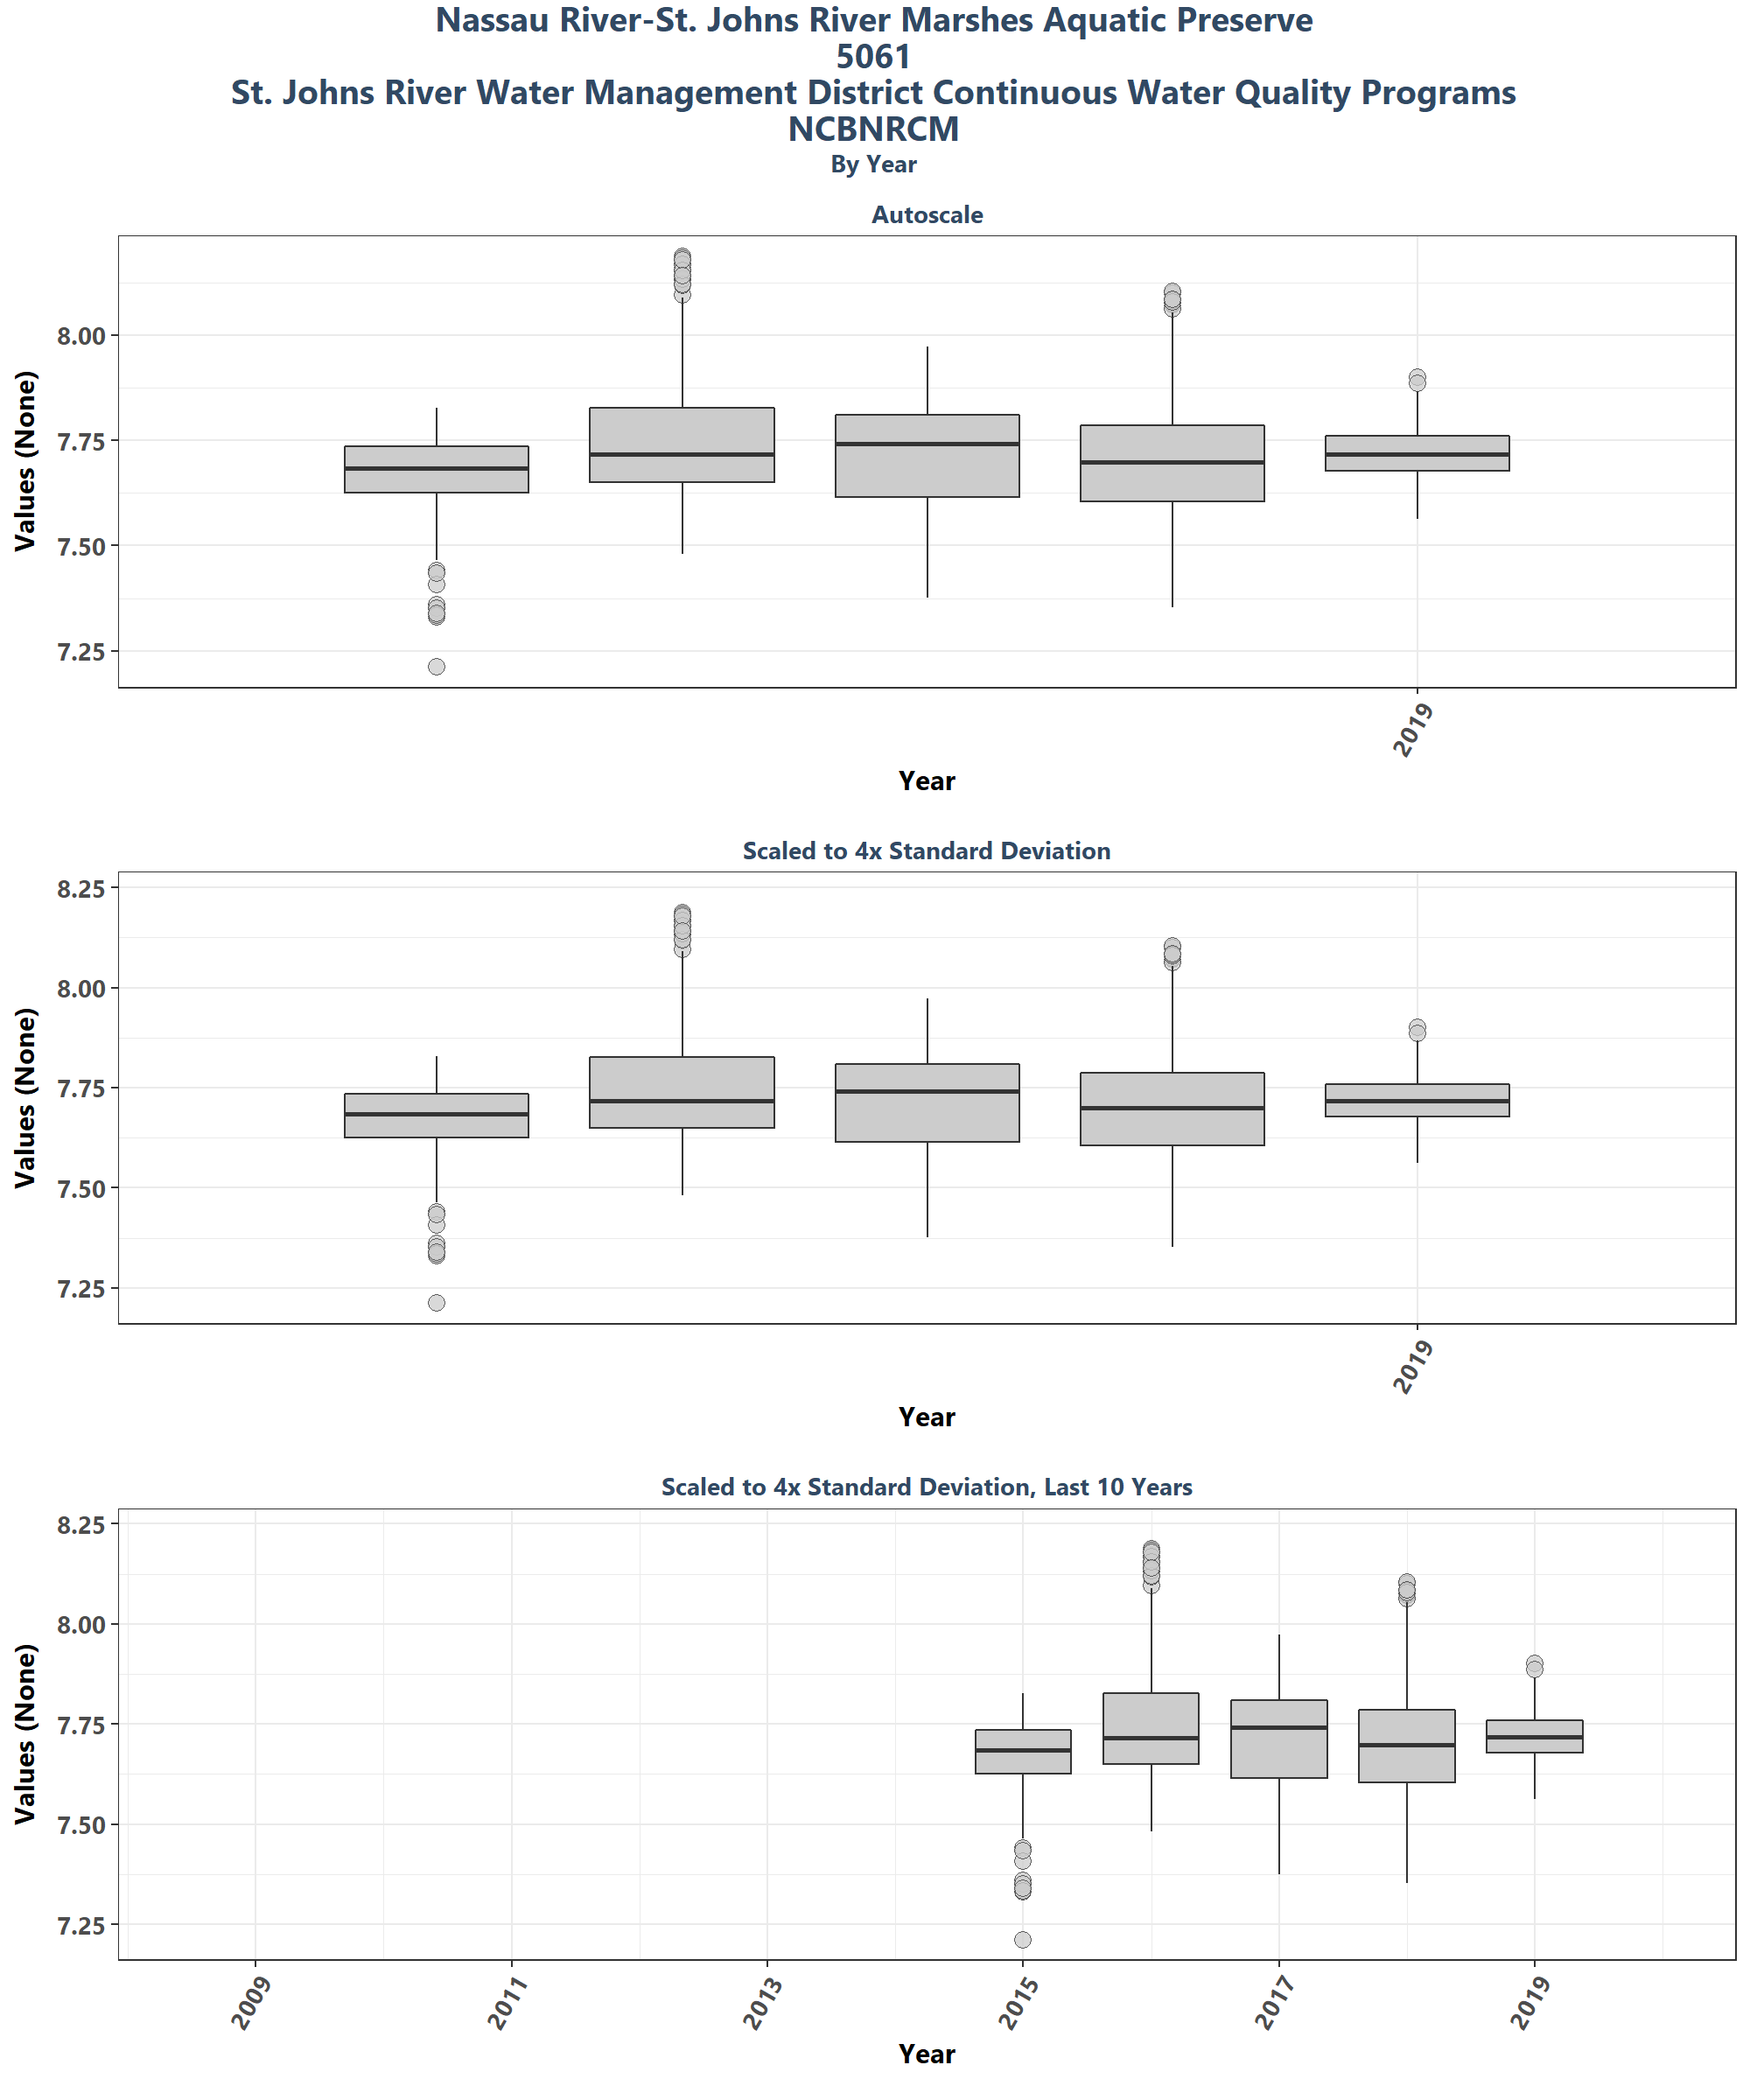 Nassau River-St. Johns River Marshes Aquatic Preserve
5061
St. Johns River Water Management District Continuous Water Quality Programs
NCBNRCM
By Year
Autoscale
Values (None)
8.00
7.75
7.50
7.25
2019
Year
Scaled to 4x Standard Deviation
Values (None)
8.25
8.00
7.75
7.50
7.25
2019
Year
Scaled to 4x Standard Deviation, Last 10 Years
Values (None)
8.25
8.00
7.75
7.50
7.25
2009 2011 2013 2015 2017 2019
Year